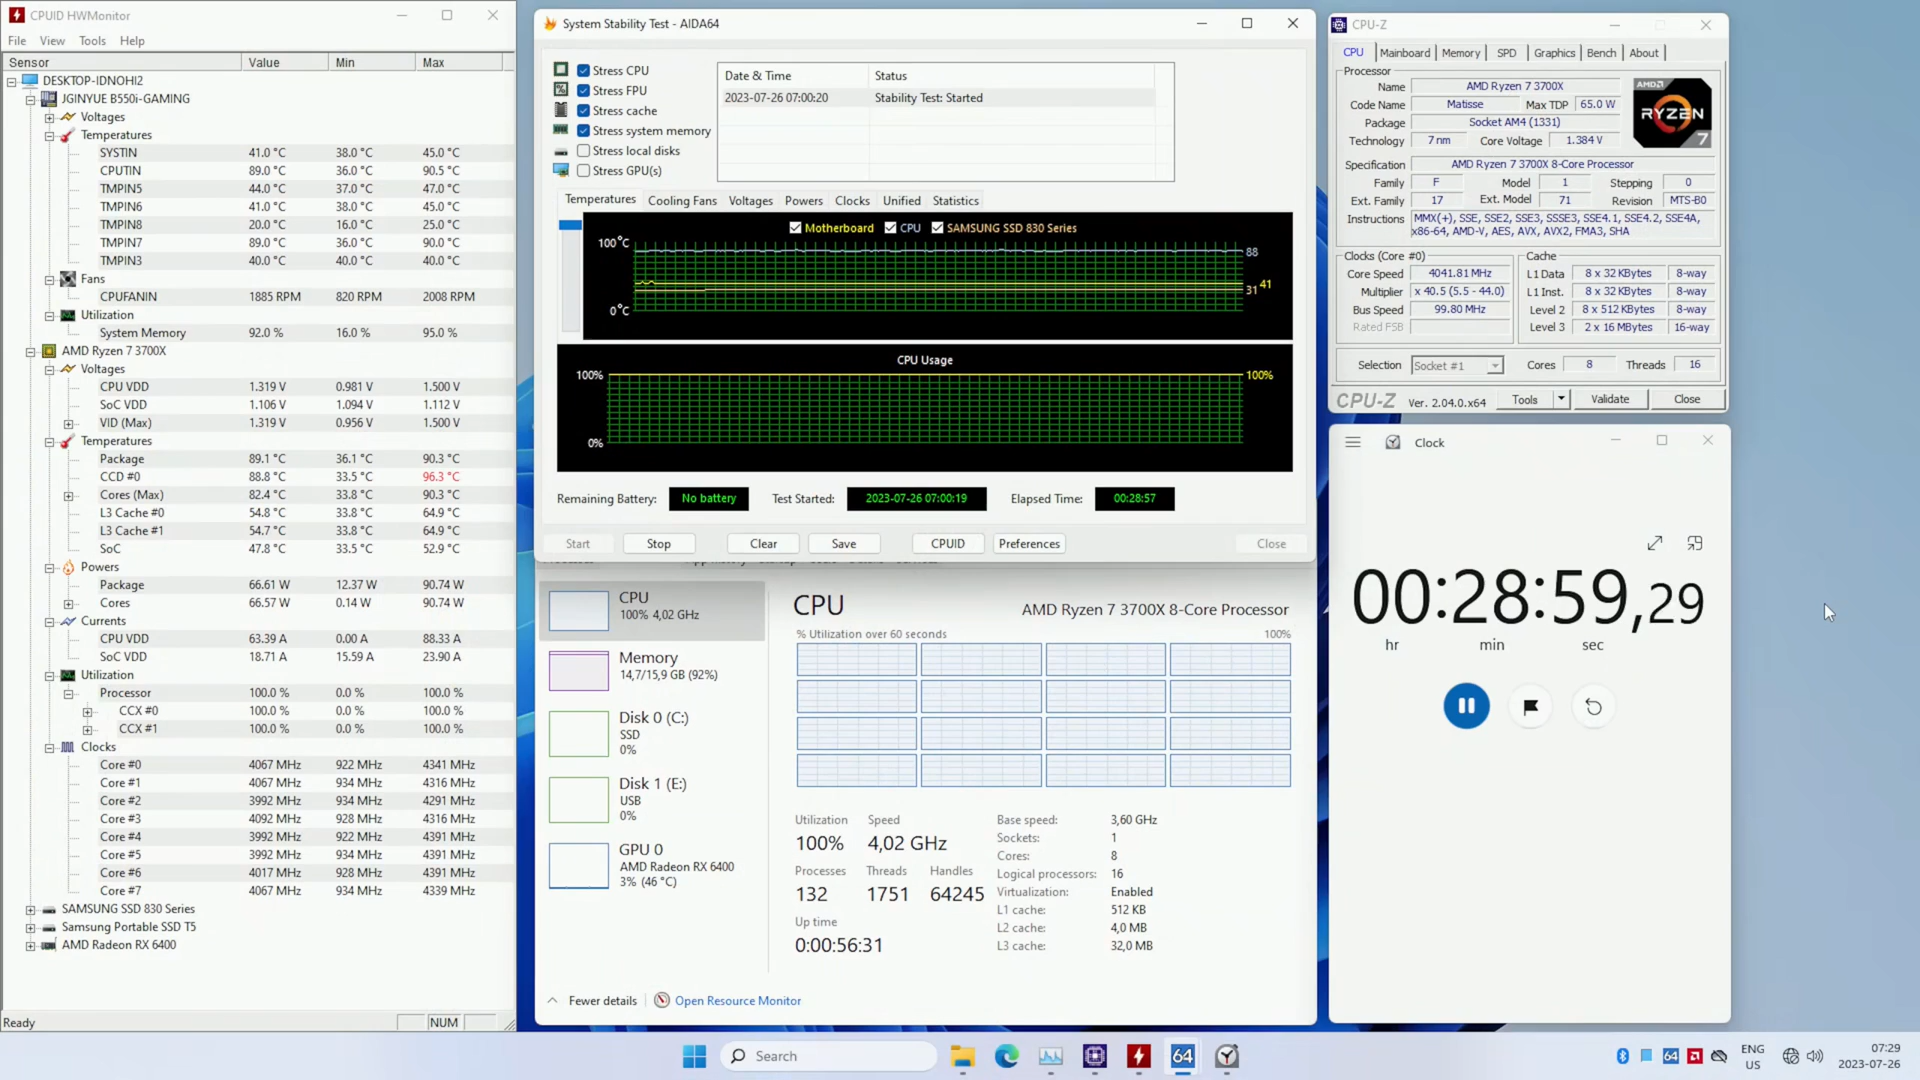 CPUID HWMonitor
File View Tools Help
Sensor Value Min Max
DESKTOP-IDNOHI2
JGINYUE B550i-GAMING
Voltages
Temperatures
SYSTIN 41.0 °C 38.0 °C 45.0 °C
CPUTIN 89.0 °C 36.0 °C 90.5 °C
TMPIN5 44.0 °C 37.0 °C 47.0 °C
TMPIN6 41.0 °C 38.0 °C 45.0 °C
TMPIN8 20.0 °C 16.0 °C 25.0 °C
TMPIN7 89.0 °C 36.0 °C 90.0 °C
TMPIN3 40.0 °C 40.0 °C 40.0 °C
Fans
CPUFANIN 1885 RPM 820 RPM 2008 RPM
Utilization
System Memory 92.0 % 16.0 % 95.0 %
AMD Ryzen 7 3700X
Voltages
CPU VDD 1.319 V 0.981 V 1.500 V
SoC VDD 1.106 V 1.094 V 1.112 V
VID (Max) 1.319 V 0.956 V 1.500 V
Temperatures
Package 89.1 °C 36.1 °C 90.3 °C
CCD #0 88.8 °C 33.5 °C 96.3 °C
Cores (Max) 82.4 °C 33.8 °C 90.3 °C
L3 Cache #0 54.8 °C 33.8 °C 64.9 °C
L3 Cache #1 54.7 °C 33.8 °C 64.9 °C
SoC 47.8 °C 33.5 °C 52.9 °C
Powers
Package 66.61 W 12.37 W 90.74 W
Cores 66.57 W 0.14 W 90.74 W
Currents
CPU VDD 63.39 A 0.00 A 88.33 A
SoC VDD 18.71 A 15.59 A 23.90 A
Utilization
Processor 100.0 % 0.0 % 100.0 %
CCX #0 100.0 % 0.0 % 100.0 %
CCX #1 100.0 % 0.0 % 100.0 %
Clocks
Core #0 4067 MHz 922 MHz 4341 MHz
Core #1 4067 MHz 934 MHz 4316 MHz
Core #2 3992 MHz 934 MHz 4291 MHz
Core #3 4092 MHz 928 MHz 4316 MHz
Core #4 3992 MHz 922 MHz 4391 MHz
Core #5 3992 MHz 934 MHz 4391 MHz
Core #6 4017 MHz 928 MHz 4391 MHz
Core #7 4067 MHz 934 MHz 4339 MHz
SAMSUNG SSD 830 Series
Samsung Portable SSD T5
AMD Radeon RX 6400
Ready NUM
System Stability Test - AIDA64
Stress CPU
Stress FPU
Stress cache
Stress system memory
Stress local disks
Stress GPU(s)
Date & Time Status
2023-07-26 07:00:20 Stability Test: Started
Temperatures Cooling Fans Voltages Powers Clocks Unified Statistics
Motherboard CPU SAMSUNG SSD 830 Series
100°C 88
31 41
0°C
CPU Usage
100% 100%
0%
Remaining Battery: No battery Test Started: 2023-07-26 07:00:19 Elapsed Time: 00:28:57
Start Stop Clear Save CPUID Preferences Close
CPU
100% 4,02 GHz
Memory
14,7/15,9 GB (92%)
Disk 0 (C:)
SSD
0%
Disk 1 (E:)
USB
0%
GPU 0
AMD Radeon RX 6400
3% (46 °C)
CPU AMD Ryzen 7 3700X 8-Core Processor
% Utilization over 60 seconds 100%
Utilization Speed
100% 4,02 GHz
Processes Threads Handles
132 1751 64245
Up time
0:00:56:31
Base speed: 3,60 GHz
Sockets: 1
Cores: 8
Logical processors: 16
Virtualization: Enabled
L1 cache: 512 KB
L2 cache: 4,0 MB
L3 cache: 32,0 MB
Fewer details Open Resource Monitor
CPU-Z
CPU Mainboard Memory SPD Graphics Bench About
Processor
Name AMD Ryzen 7 3700X
Code Name Matisse Max TDP 65.0 W
Package Socket AM4 (1331)
Technology 7 nm Core Voltage 1.384 V
AMD
RYZEN
7
Specification AMD Ryzen 7 3700X 8-Core Processor
Family F Model 1 Stepping 0
Ext. Family 17 Ext. Model 71 Revision MTS-B0
Instructions MMX(+), SSE, SSE2, SSE3, SSSE3, SSE4.1, SSE4.2, SSE4A,
x86-64, AMD-V, AES, AVX, AVX2, FMA3, SHA
Clocks (Core #0)
Core Speed 4041.81 MHz
Multiplier x 40.5 (5.5 - 44.0)
Bus Speed 99.80 MHz
Rated FSB
Cache
L1 Data 8 x 32 KBytes 8-way
L1 Inst. 8 x 32 KBytes 8-way
Level 2 8 x 512 KBytes 8-way
Level 3 2 x 16 MBytes 16-way
Selection Socket #1 Cores 8 Threads 16
CPU-Z Ver. 2.04.0.x64 Tools Validate Close
Clock
00:28:59,29
hr min sec
Search
64
64
ENG
US
07:29
2023-07-26